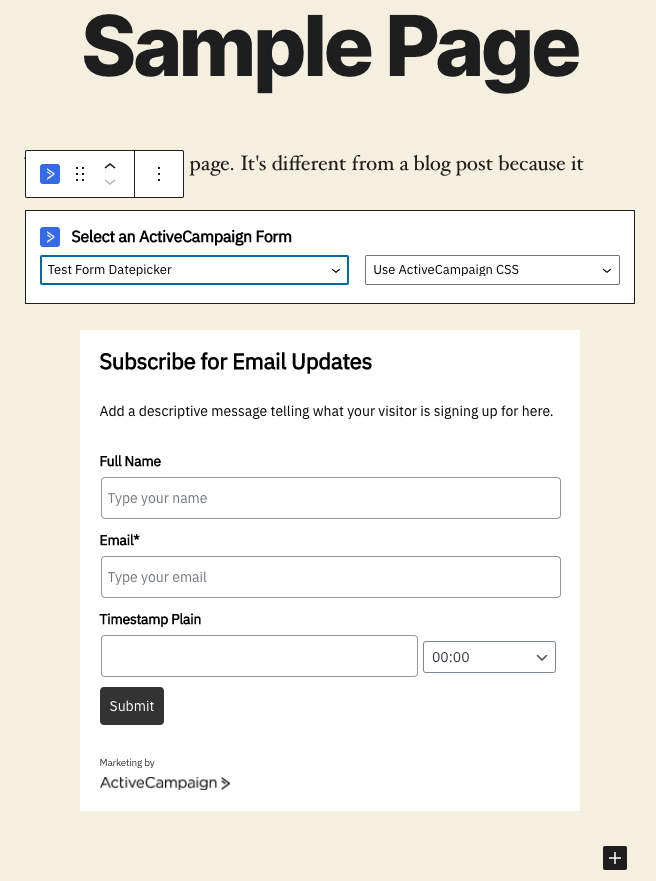 Sample Page
page. It's different from a blog post because it
Select an ActiveCampaign Form
Test Form Datepicker
Use ActiveCampaign CSS
Subscribe for Email Updates
Add a descriptive message telling what your visitor is signing up for here.
Full Name
Type your name
Email*
Type your email
Timestamp Plain
00:00
Submit
Marketing by
ActiveCampaign